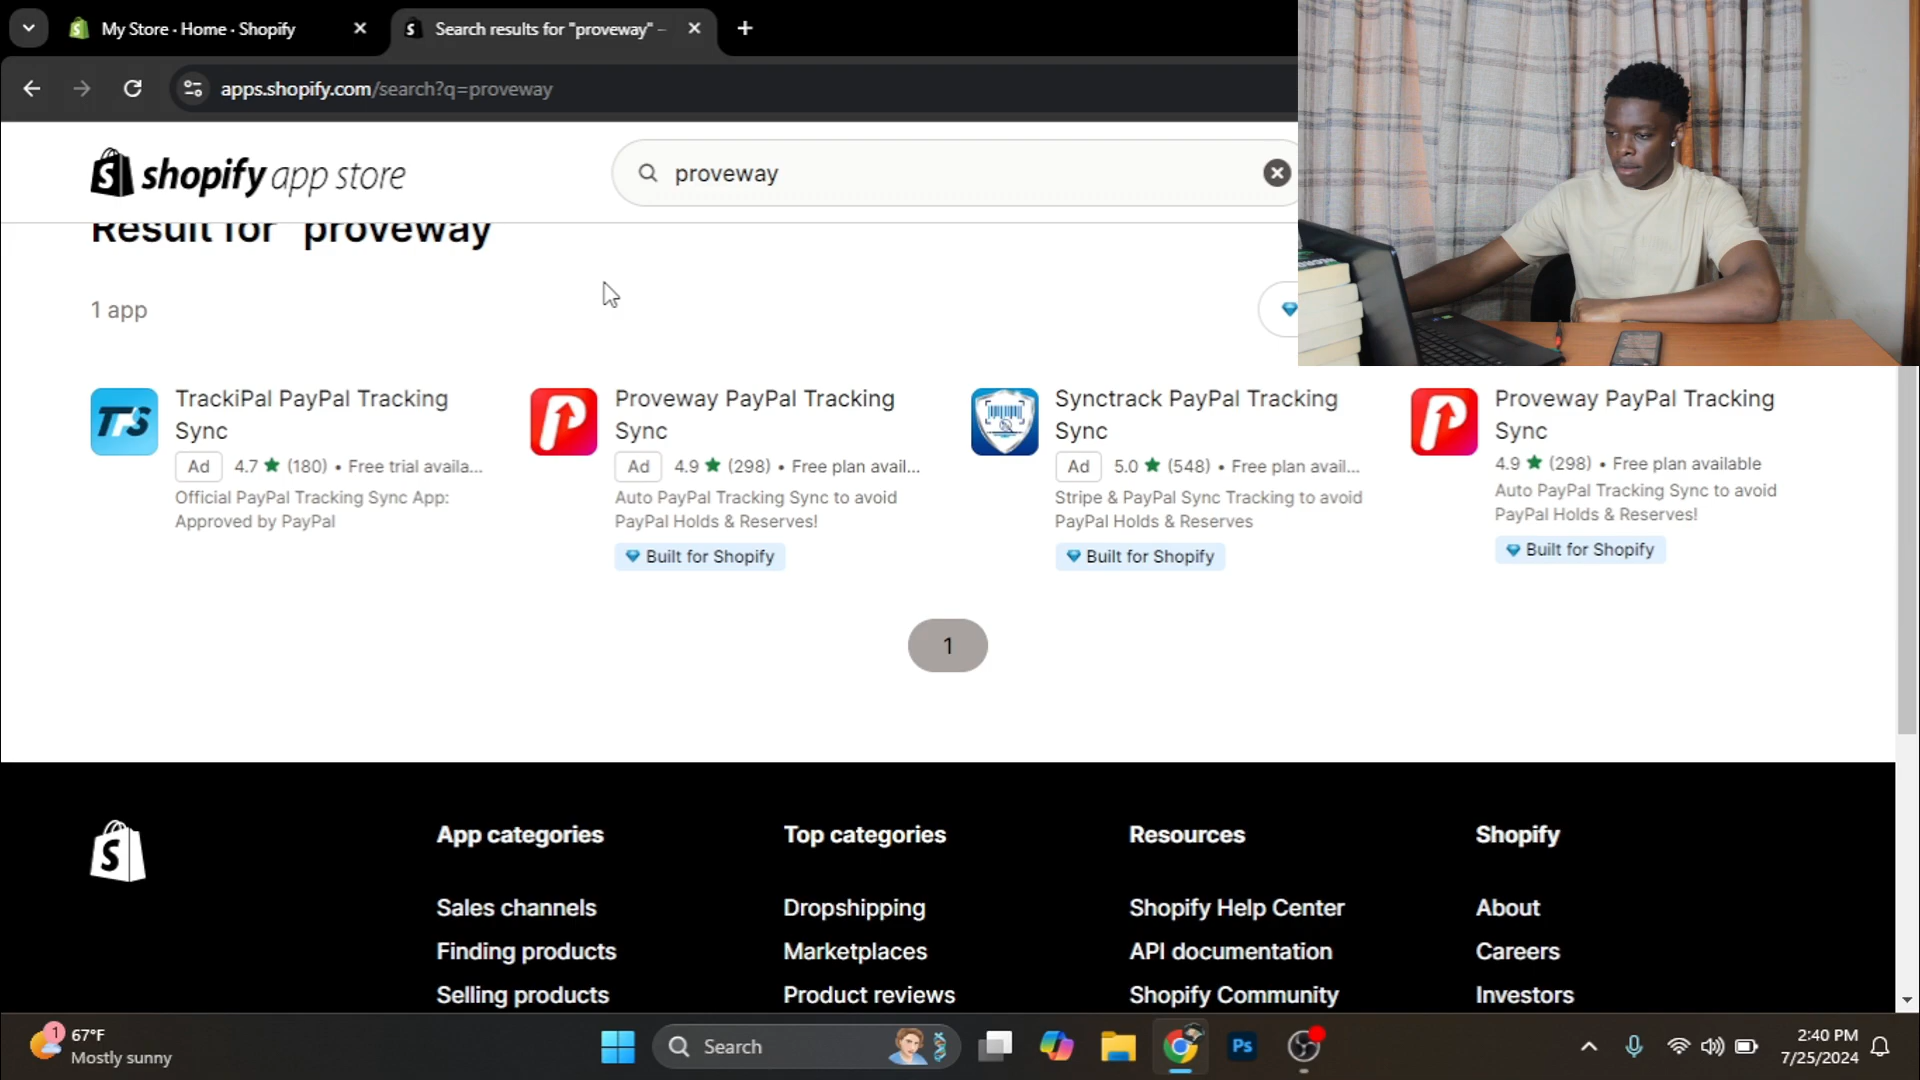 My Store · Home · Shopify
Search results for "proveway" –
apps.shopify.com/search?q=proveway
shopify app store
proveway
Result for "proveway"
1 app
TrackiPal PayPal Tracking
Sync
Ad 4.7 ★ (180) • Free trial availa...
Official PayPal Tracking Sync App:
Approved by PayPal
Proveway PayPal Tracking
Sync
Ad 4.9 ★ (298) • Free plan avail...
Auto PayPal Tracking Sync to avoid
PayPal Holds & Reserves!
Built for Shopify
Synctrack PayPal Tracking
Sync
Ad 5.0 ★ (548) • Free plan avail...
Stripe & PayPal Sync Tracking to avoid
PayPal Holds & Reserves
Built for Shopify
Proveway PayPal Tracking
Sync
4.9 ★ (298) • Free plan available
Auto PayPal Tracking Sync to avoid
PayPal Holds & Reserves!
Built for Shopify
1
App categories
Sales channels
Finding products
Selling products
Top categories
Dropshipping
Marketplaces
Product reviews
Resources
Shopify Help Center
API documentation
Shopify Community
Shopify
About
Careers
Investors
1
67°F
Mostly sunny
Search
Ps
2:40 PM
7/25/2024